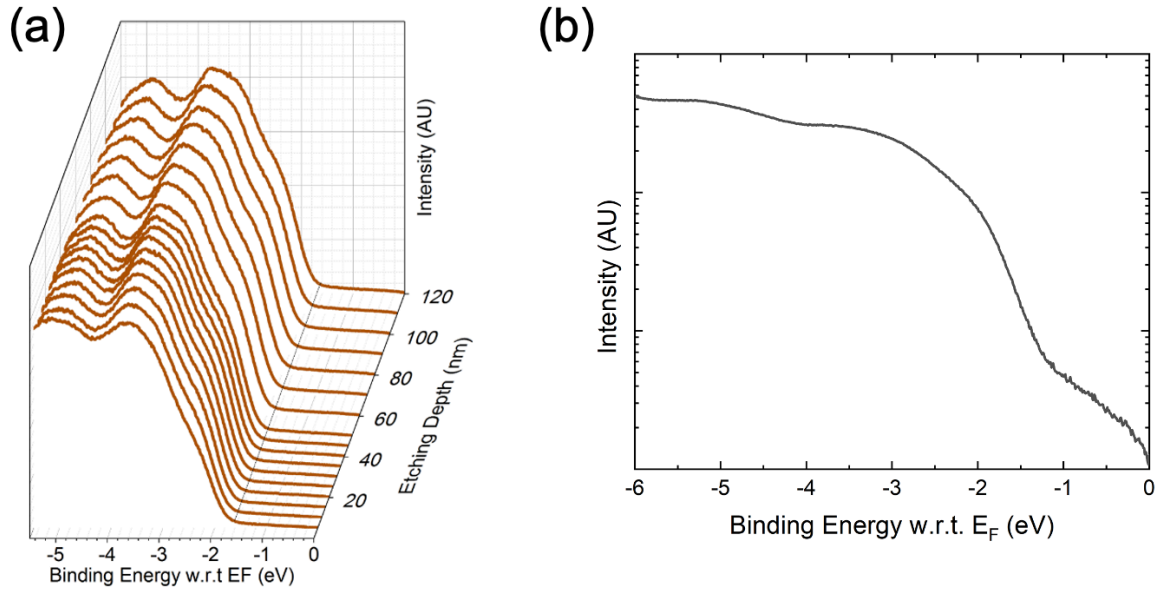 (a)
Intensity (AU)
120
100
80
60
40
20
Etching Depth (nm)
-5 -4 -3 -2 -1 0
Binding Energy w.r.t EF (eV)
(b)
Intensity (AU)
-6 -5 -4 -3 -2 -1 0
Binding Energy w.r.t. EF (eV)